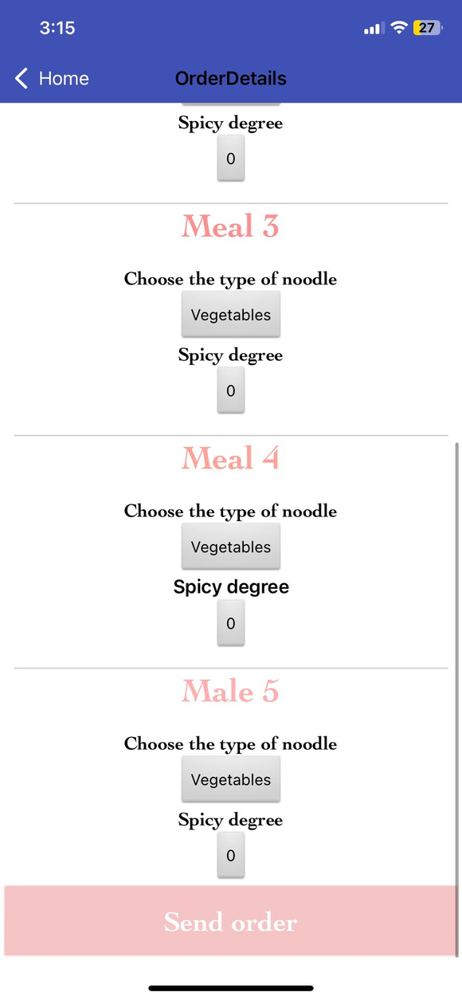 3:15
27
Home
OrderDetails
Spicy degree
0
Meal 3
Choose the type of noodle
Vegetables
Spicy degree
0
Meal 4
Choose the type of noodle
Vegetables
Spicy degree
0
Male 5
Choose the type of noodle
Vegetables
Spicy degree
0
Send order